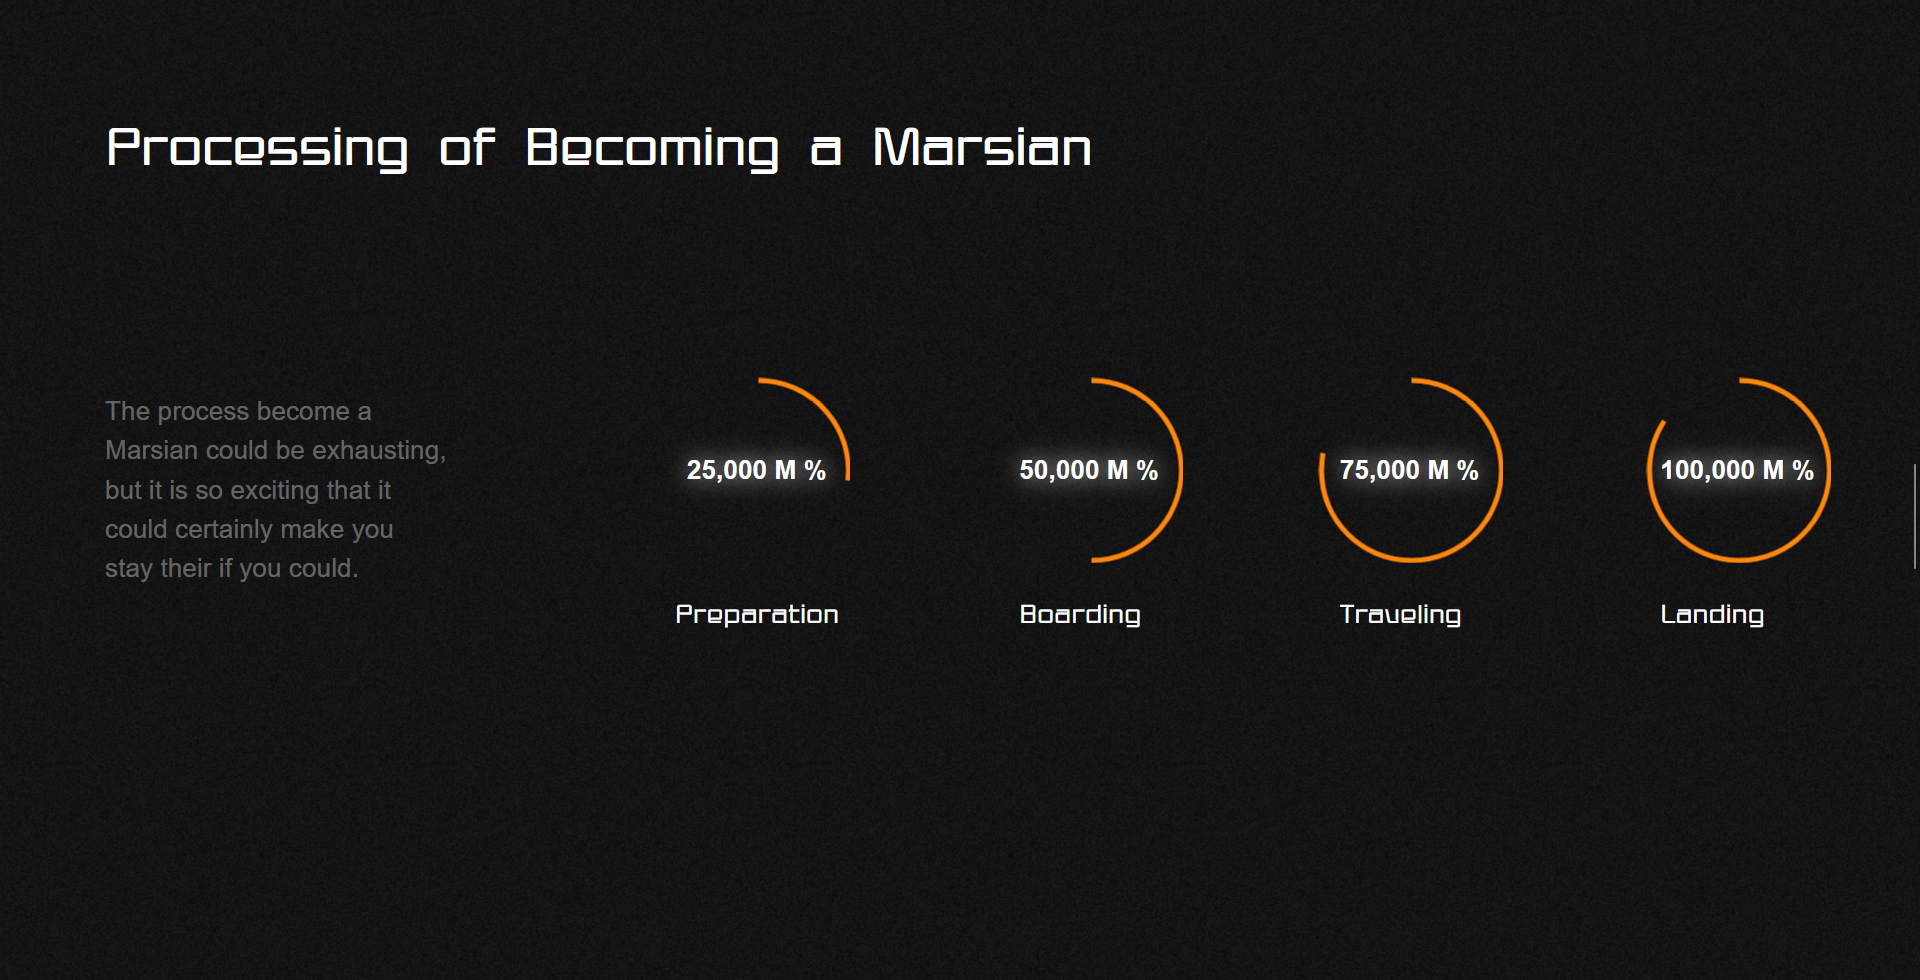 Processing of Becoming a Marsian
The process become a
Marsian could be exhausting,
but it is so exciting that it
could certainly make you
stay their if you could.
25,000 M %
50,000 M %
75,000 M %
100,000 M %
Preparation
Boarding
Traveling
Landing